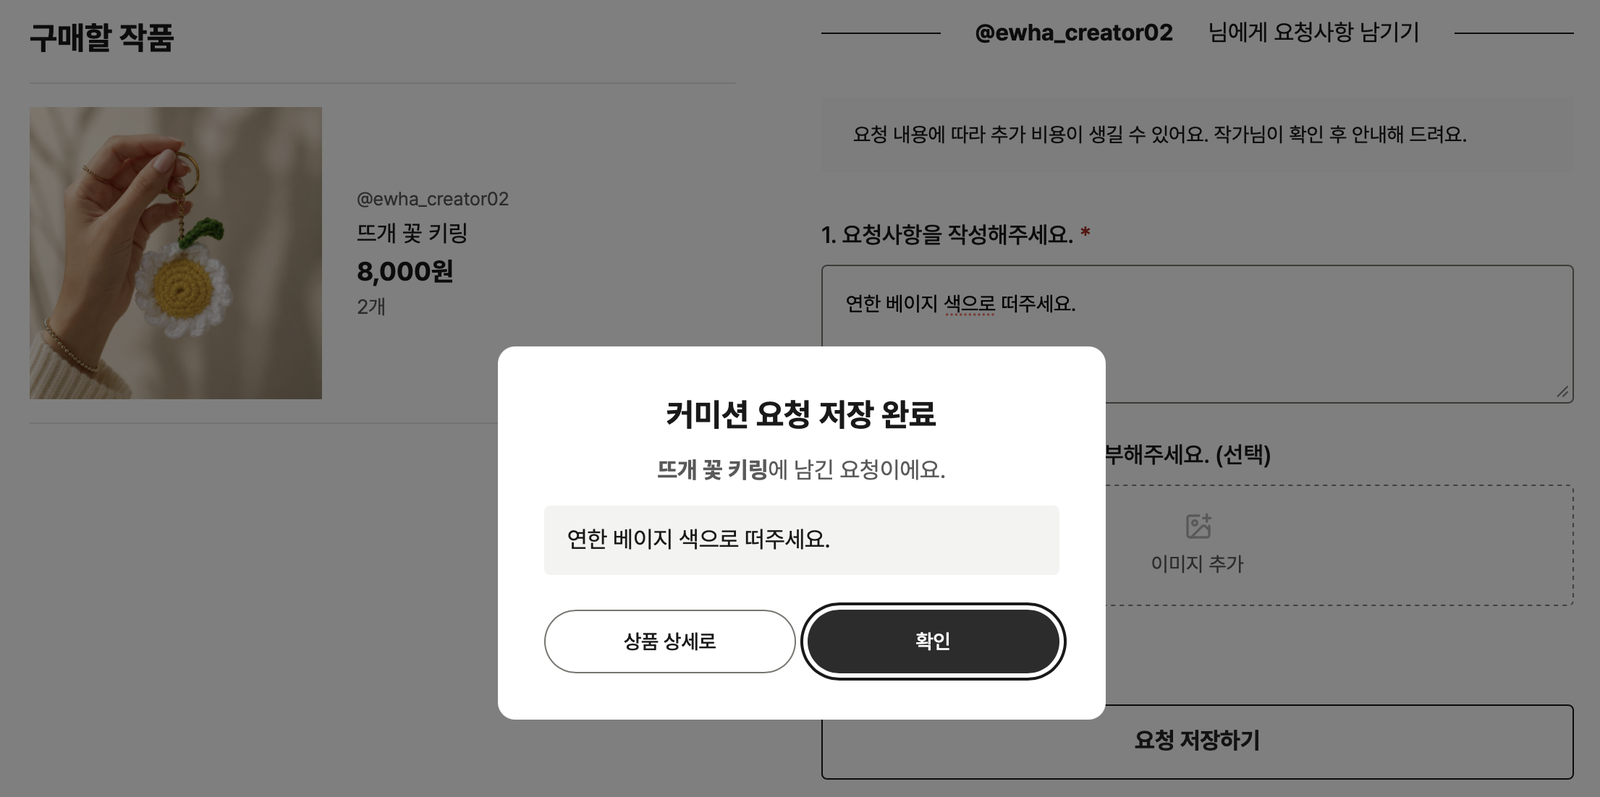 구매할 작품
@ewha_creator02 님에게 요청사항 남기기
요청 내용에 따라 추가 비용이 생길 수 있어요. 작가님이 확인 후 안내해 드려요.
@ewha_creator02
뜨개 꽃 키링
8,000원
2개
1. 요청사항을 작성해주세요. *
연한 베이지 색으로 떠주세요.
부해주세요. (선택)
이미지 추가
요청 저장하기
커미션 요청 저장 완료
뜨개 꽃 키링에 남긴 요청이에요.
연한 베이지 색으로 떠주세요.
상품 상세로
확인